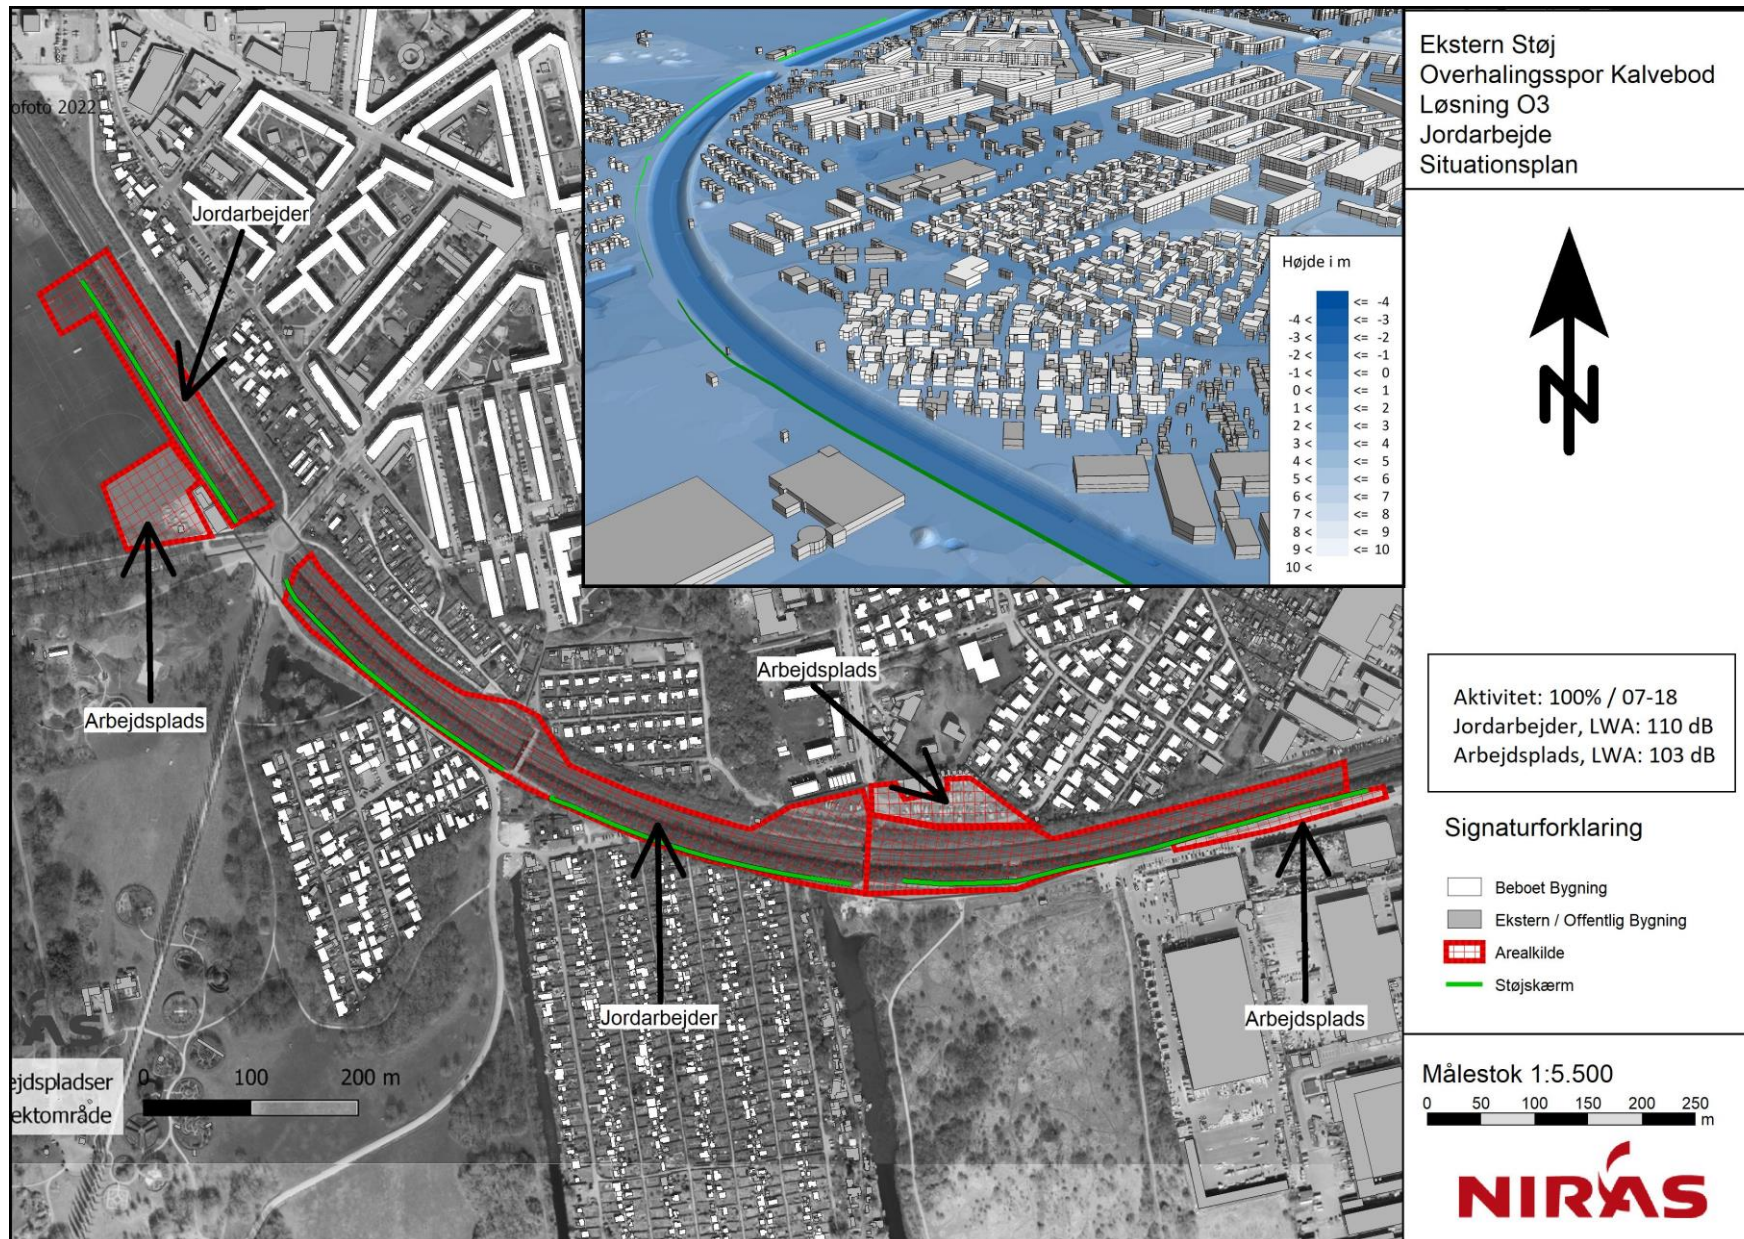 Ekstern Støj
Overhalingsspor Kalvebod
Løsning O3
Jordarbejde
Situationsplan
ofoto 2022
Jordarbejder
Arbejdsplads
Arbejdsplads
Jordarbejder
Arbejdsplads
Højde i m
<= -4
-4 < <= -3
-3 < <= -2
-2 < <= -1
-1 < <= 0
0 < <= 1
1 < <= 2
2 < <= 3
3 < <= 4
4 < <= 5
5 < <= 6
6 < <= 7
7 < <= 8
8 < <= 9
9 < <= 10
10 <
N
Aktivitet: 100% / 07-18
Jordarbejder, LWA: 110 dB
Arbejdsplads, LWA: 103 dB
Signaturforklaring
Beboet Bygning
Ekstern / Offentlig Bygning
Arealkilde
Støjskærm
AS
ejdspladser
ektområde
0 100 200 m
Målestok 1:5.500
0 50 100 150 200 250
m
NIRAS